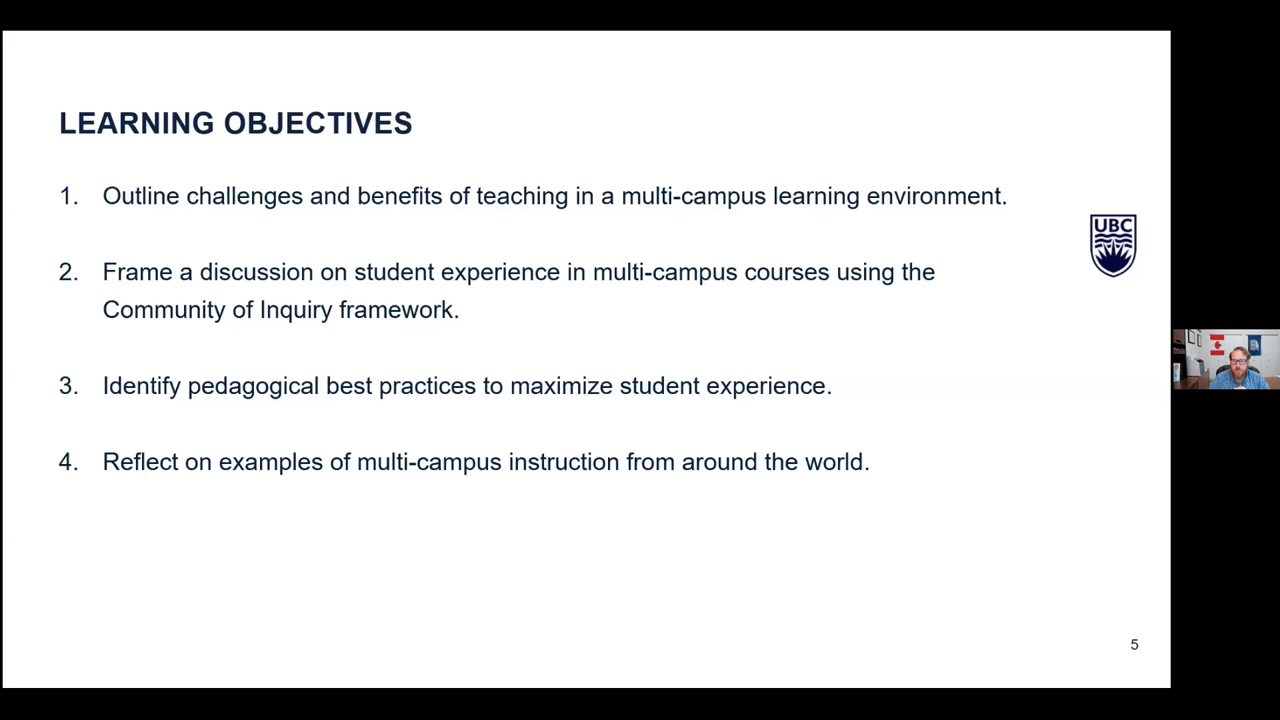 LEARNING OBJECTIVES
1. Outline challenges and benefits of teaching in a multi-campus learning environment.
UBC
2. Frame a discussion on student experience in multi-campus courses using the
Community of Inquiry framework.
3. Identify pedagogical best practices to maximize student experience.
4. Reflect on examples of multi-campus instruction from around the world.
5